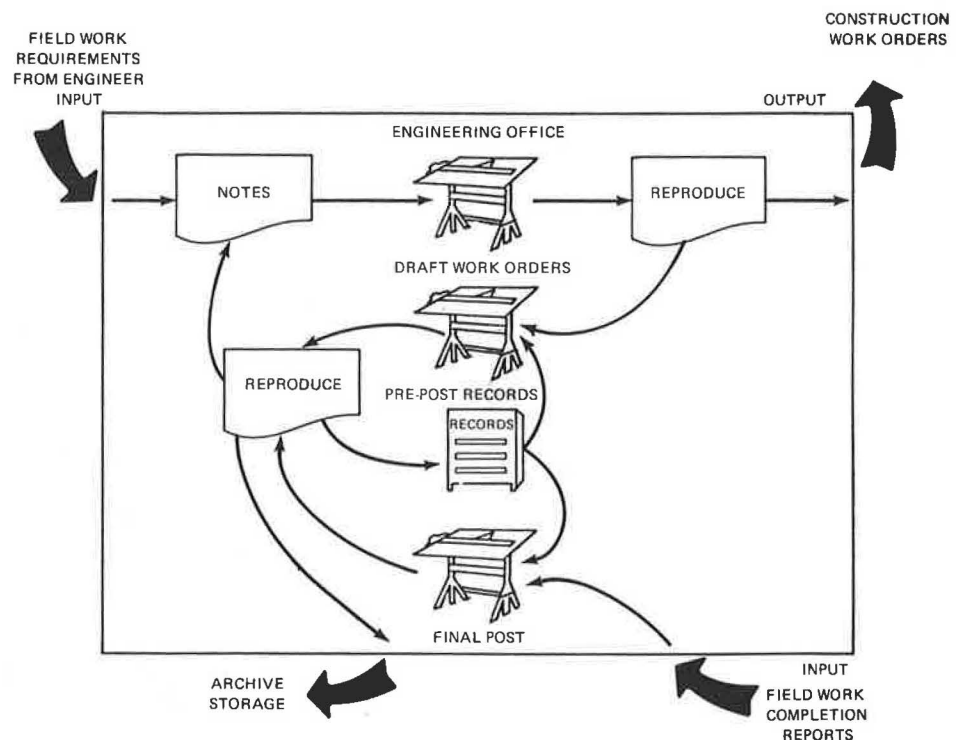 FIELD WORK
REQUIREMENTS
FROM ENGINEER
INPUT
CONSTRUCTION
WORK ORDERS
OUTPUT
ENGINEERING OFFICE
NOTES
REPRODUCE
DRAFT WORK ORDERS
REPRODUCE
PRE-POST RECORDS
RECORDS
FINAL POST
ARCHIVE
STORAGE
INPUT
FIELD WORK
COMPLETION
REPORTS